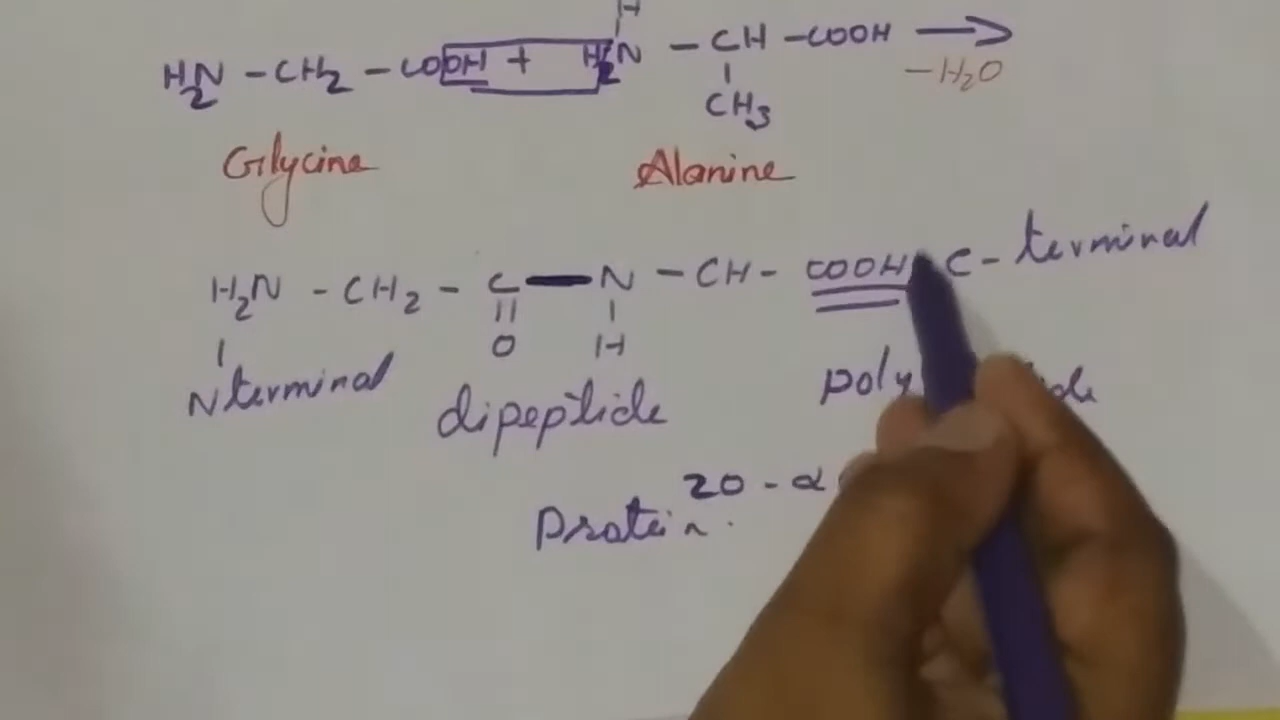 H
H₂N – CH₂ – COOH + H₂N – CH – COOH →
CH₃
– H₂O
Glycine Alanine
H₂N – CH₂ – C – N – CH – COOH C – terminal
O H
N terminal
dipeptide
20 – α
Protein.